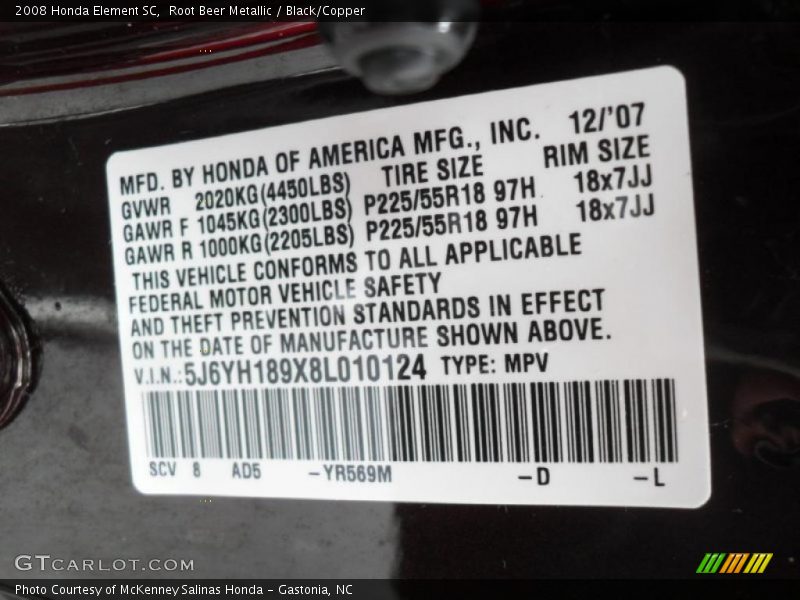 2008 Honda Element SC,  Root Beer Metallic / Black/Copper
MFD. BY HONDA OF AMERICA MFG., INC. 12/'07
GVWR 2020KG(4450LBS) TIRE SIZE RIM SIZE
GAWR F 1045KG(2300LBS) P225/55R18 97H 18x7JJ
GAWR R 1000KG(2205LBS) P225/55R18 97H 18x7JJ
THIS VEHICLE CONFORMS TO ALL APPLICABLE
FEDERAL MOTOR VEHICLE SAFETY
AND THEFT PREVENTION STANDARDS IN EFFECT
ON THE DATE OF MANUFACTURE SHOWN ABOVE.
V.I.N.:5J6YH189X8L010124 TYPE: MPV
SCV 8 AD5 -YR569M -D -L
GTCARLOT.COM
Photo Courtesy of McKenney Salinas Honda - Gastonia, NC